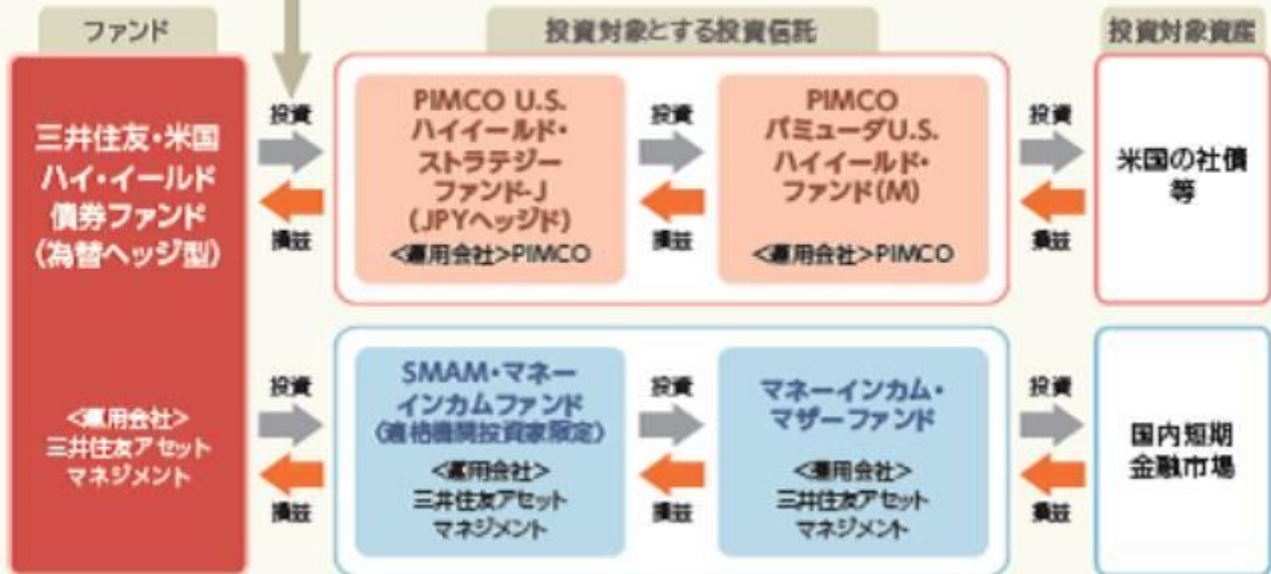 ファンド
投資対象とする投資信託
投資対象資産
三井住友・米国
ハイ・イールド
債券ファンド
(為替ヘッジ型)
<運用会社>
三井住友アセット
マネジメント
投資
損益
PIMCO U.S.
ハイイールド・
ストラテジー
ファンド-J
(JPYヘッジド)
<運用会社>PIMCO
投資
損益
PIMCO
バミューダU.S.
ハイイールド・
ファンド(M)
<運用会社>PIMCO
投資
損益
米国の社債
等
投資
損益
SMAM・マネー
インカムファンド
(適格機関投資家限定)
<運用会社>
三井住友アセット
マネジメント
投資
損益
マネーインカム・
マザーファンド
<運用会社>
三井住友アセット
マネジメント
投資
損益
国内短期
金融市場